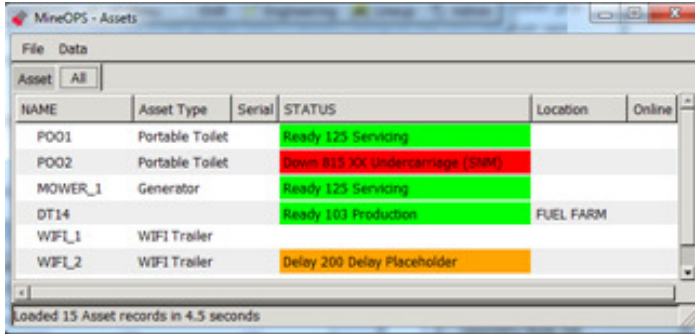 MineOPS - Assets
File Data
Asset All
NAME Asset Type Serial STATUS Location Online
POO1 Portable Toilet Ready 125 Servicing
POO2 Portable Toilet Down 815 XX Undercarriage (SNM)
MOWER_1 Generator Ready 125 Servicing
DT14 Ready 103 Production FUEL FARM
WIFI_1 WIFI Trailer
WIFI_2 WIFI Trailer Delay 200 Delay Placeholder
Loaded 15 Asset records in 4.5 seconds